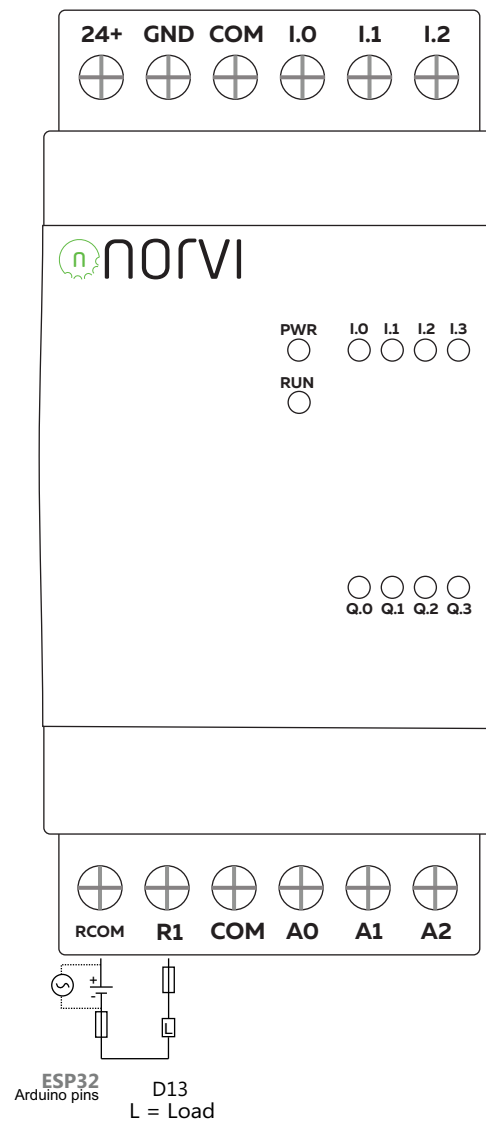 24+ GND COM I.0 I.1 I.2
n norvi
PWR I.0 I.1 I.2 I.3
RUN
Q.0 Q.1 Q.2 Q.3
RCOM R1 COM A0 A1 A2
+
-
L
ESP32
Arduino pins
D13
L = Load